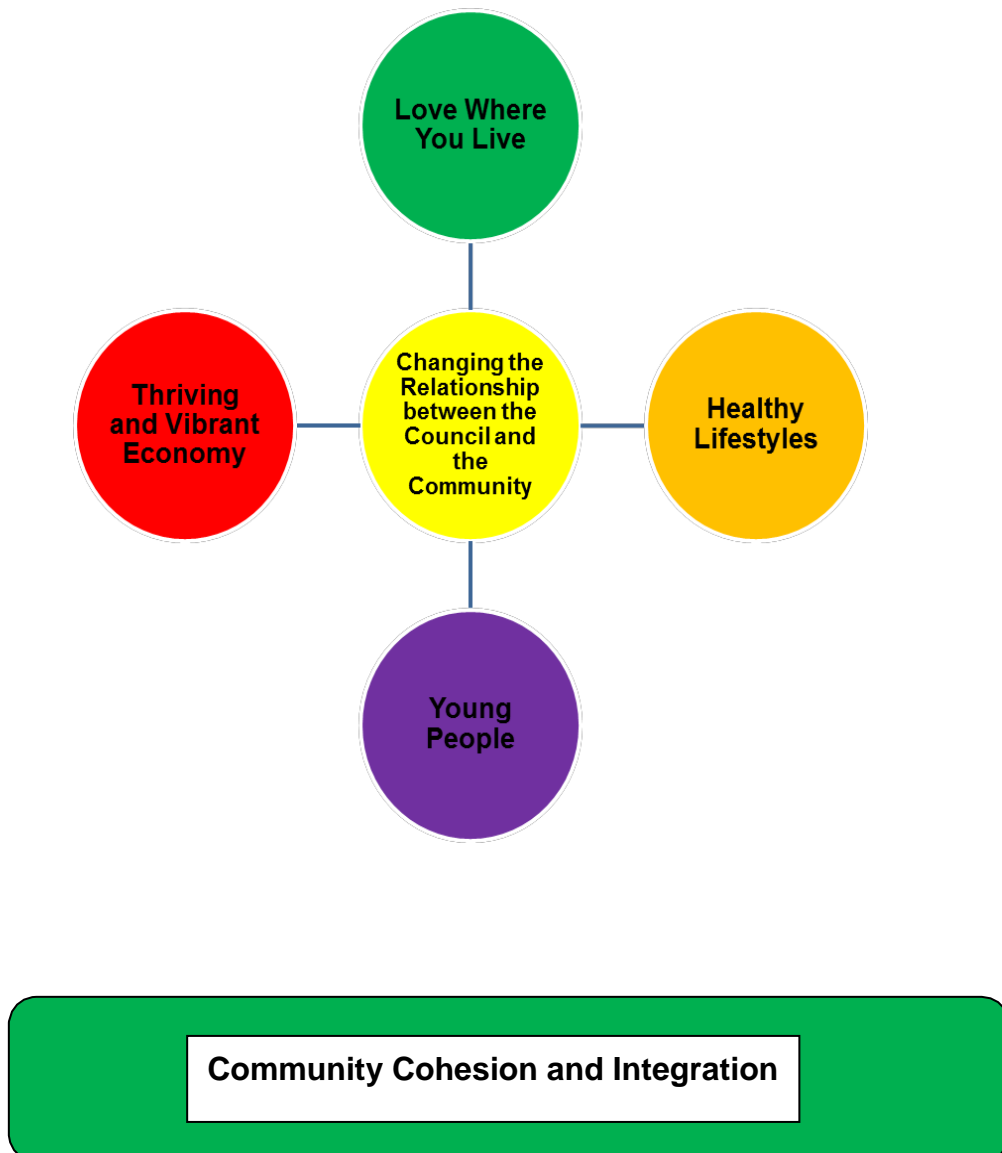 Love Where
You Live
Thriving
and Vibrant
Economy
Changing the
Relationship
between the
Council and
the
Community
Healthy
Lifestyles
Young
People
Community Cohesion and Integration